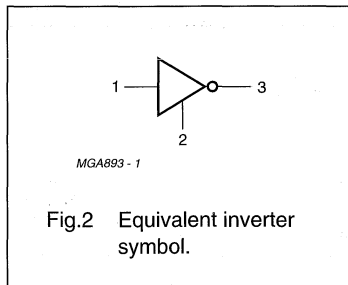 1
3
2
MGA893 - 1
Fig.2 Equivalent inverter
symbol.